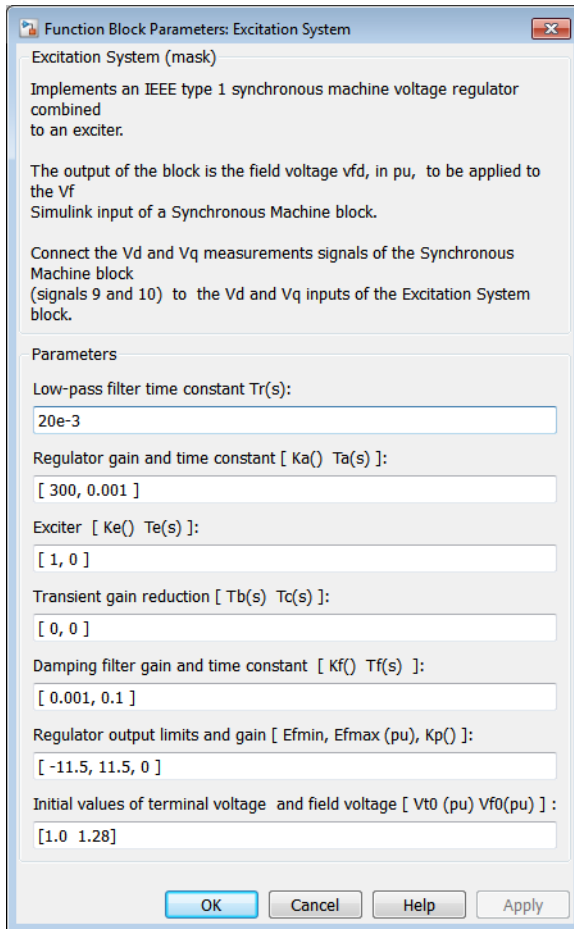 Function Block Parameters: Excitation System
Excitation System (mask)
Implements an IEEE type 1 synchronous machine voltage regulator
combined
to an exciter.
The output of the block is the field voltage vfd, in pu,  to be applied to
the Vf
Simulink input of a Synchronous Machine block.
Connect the Vd and Vq measurements signals of the Synchronous
Machine block
(signals 9 and 10)  to  the Vd and Vq inputs of the Excitation System
block.
Parameters
Low-pass filter time constant Tr(s):
20e-3
Regulator gain and time constant [ Ka()  Ta(s) ]:
[ 300, 0.001 ]
Exciter  [ Ke()  Te(s) ]:
[ 1, 0 ]
Transient gain reduction [ Tb(s)  Tc(s) ]:
[ 0, 0 ]
Damping filter gain and time constant  [ Kf()  Tf(s)  ]:
[ 0.001, 0.1 ]
Regulator output limits and gain [ Efmin, Efmax (pu), Kp() ]:
[ -11.5, 11.5, 0 ]
Initial values of terminal voltage  and field voltage [ Vt0 (pu) Vf0(pu) ] :
[1.0  1.28]
OK Cancel Help Apply